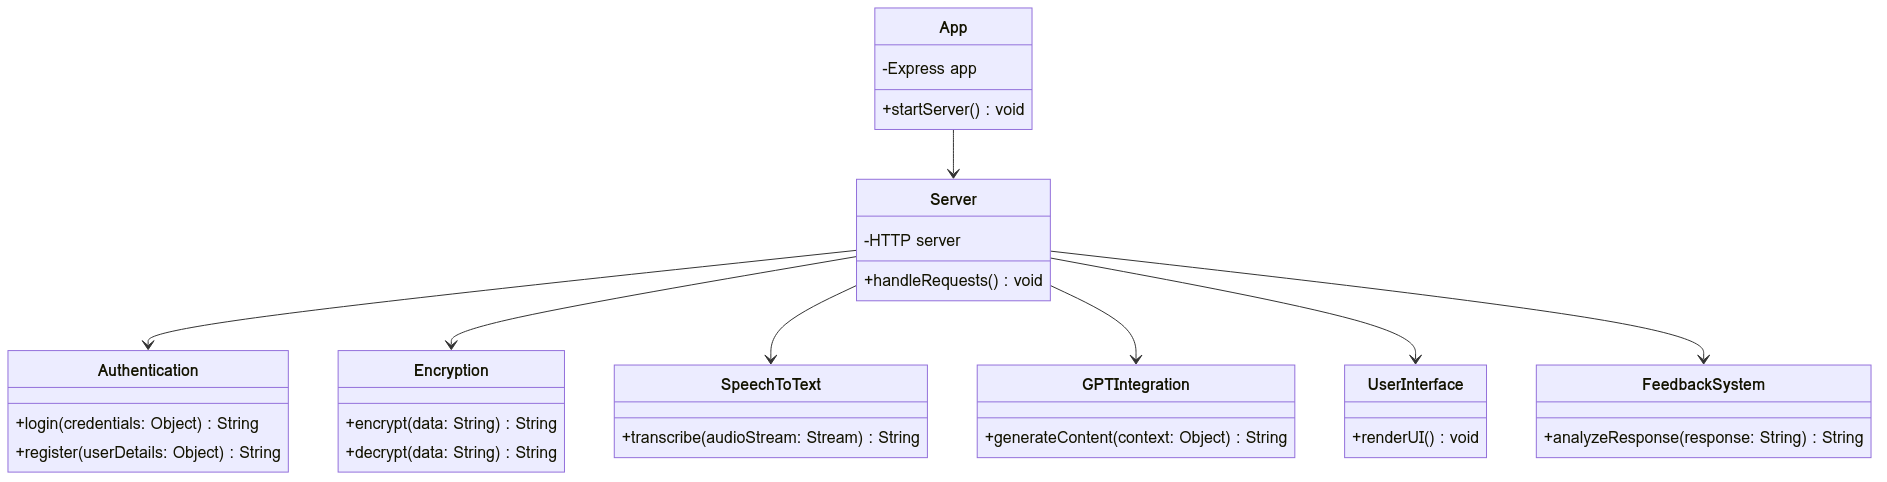 App
-Express app
+startServer() : void
Server
-HTTP server
+handleRequests() : void
Authentication
+login(credentials: Object) : String
+register(userDetails: Object) : String
Encryption
+encrypt(data: String) : String
+decrypt(data: String) : String
SpeechToText
+transcribe(audioStream: Stream) : String
GPTIntegration
+generateContent(context: Object) : String
UserInterface
+renderUI() : void
FeedbackSystem
+analyzeResponse(response: String) : String